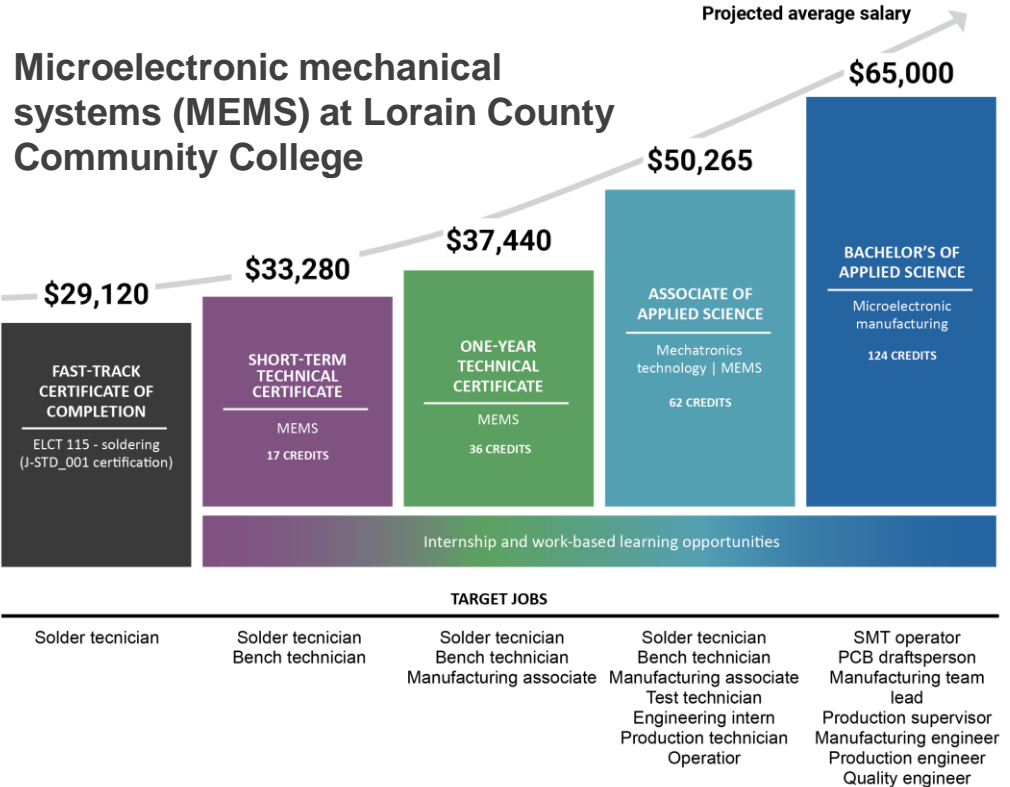 Projected average salary
Microelectronic mechanical
systems (MEMS) at Lorain County
Community College
$29,120
$33,280
$37,440
$50,265
$65,000
FAST-TRACK
CERTIFICATE OF
COMPLETION
ELCT 115 - soldering
(J-STD_001 certification)
SHORT-TERM
TECHNICAL
CERTIFICATE
MEMS
17 CREDITS
ONE-YEAR
TECHNICAL
CERTIFICATE
MEMS
36 CREDITS
ASSOCIATE OF
APPLIED SCIENCE
Mechatronics
technology | MEMS
62 CREDITS
BACHELOR'S OF
APPLIED SCIENCE
Microelectronic
manufacturing
124 CREDITS
Internship and work-based learning opportunities
TARGET JOBS
Solder tecnician
Solder tecnician
Bench technician
Solder tecnician
Bench technician
Manufacturing associate
Solder tecnician
Bench technician
Manufacturing associate
Test technician
Engineering intern
Production technician
Operatior
SMT operator
PCB draftsperson
Manufacturing team
lead
Production supervisor
Manufacturing engineer
Production engineer
Quality engineer